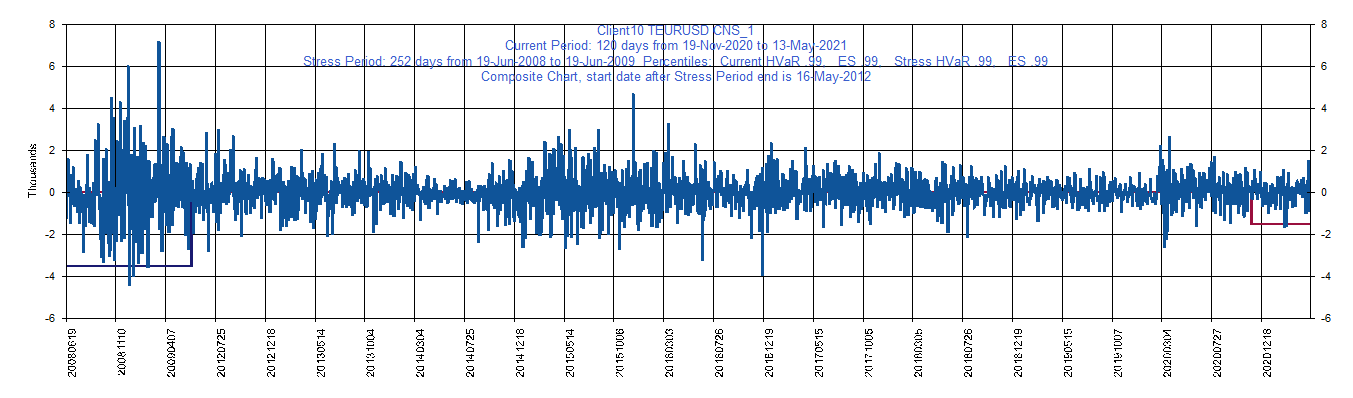 Client10 TEURUSD CNS_1
Current Period: 120 days from 19-Nov-2020 to 13-May-2021
Stress Period: 252 days from 19-Jun-2008 to 19-Jun-2009 Percentiles: Current HVaR .99, ES .99, Stress HVaR .99, ES .99
Composite Chart, start date after Stress Period end is 16-May-2012
8 8
6 6
4 4
2 2
Thousands
0 0
-2 -2
-4 -4
-6 -6
20080619 20081110 20090407 20120725 20121218 20130514 20131004 20140304 20140725 20141218 20150514 20151006 20160303 20160726 20161219 20170515 20171005 20180305 20180726 20181219 20190515 20191007 20200304 20200727 20201218